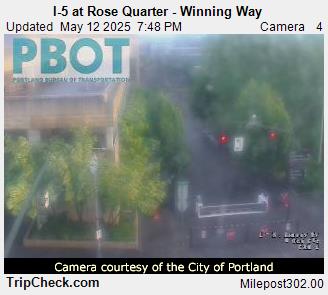 I-5 at Rose Quarter - Winning Way
Updated May 12 2025 7:48 PM Camera 4
PBOT
PORTLAND BUREAU OF TRANSPORTATION
Camera courtesy of the City of Portland
TripCheck.com Milepost302.00